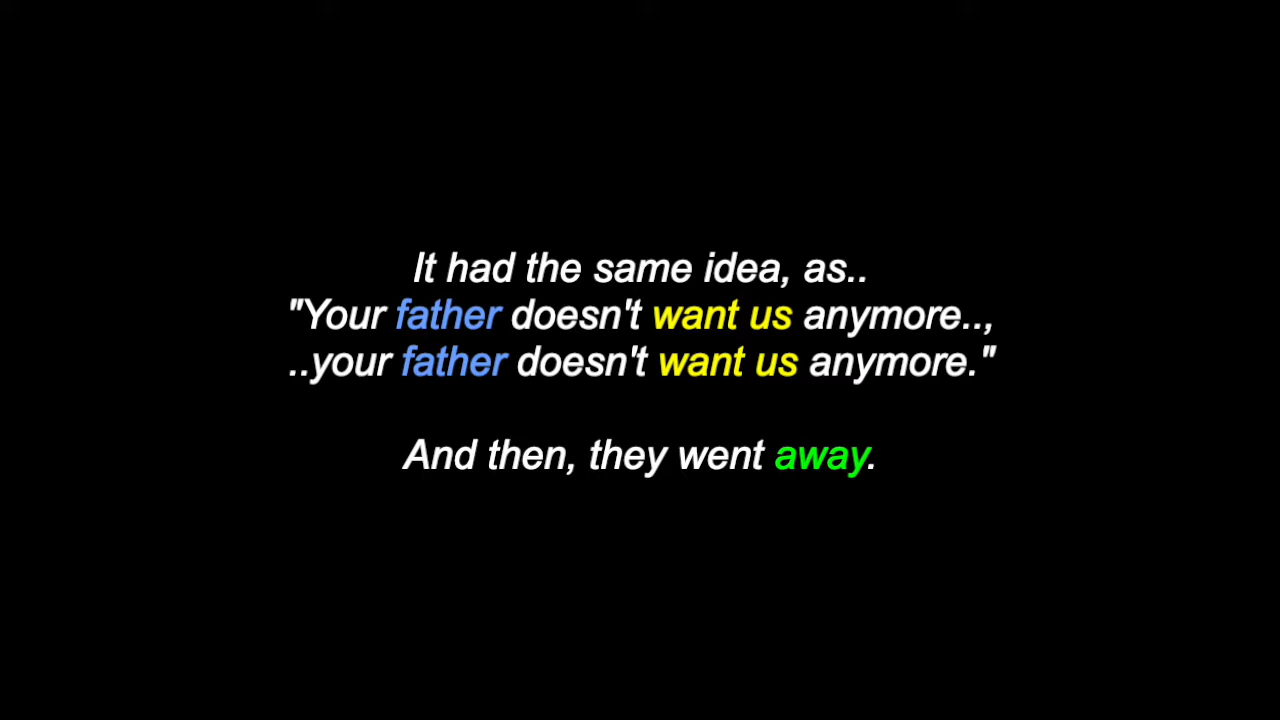 It had the same idea, as..
"Your father doesn't want us anymore..,
..your father doesn't want us anymore."
And then, they went away.